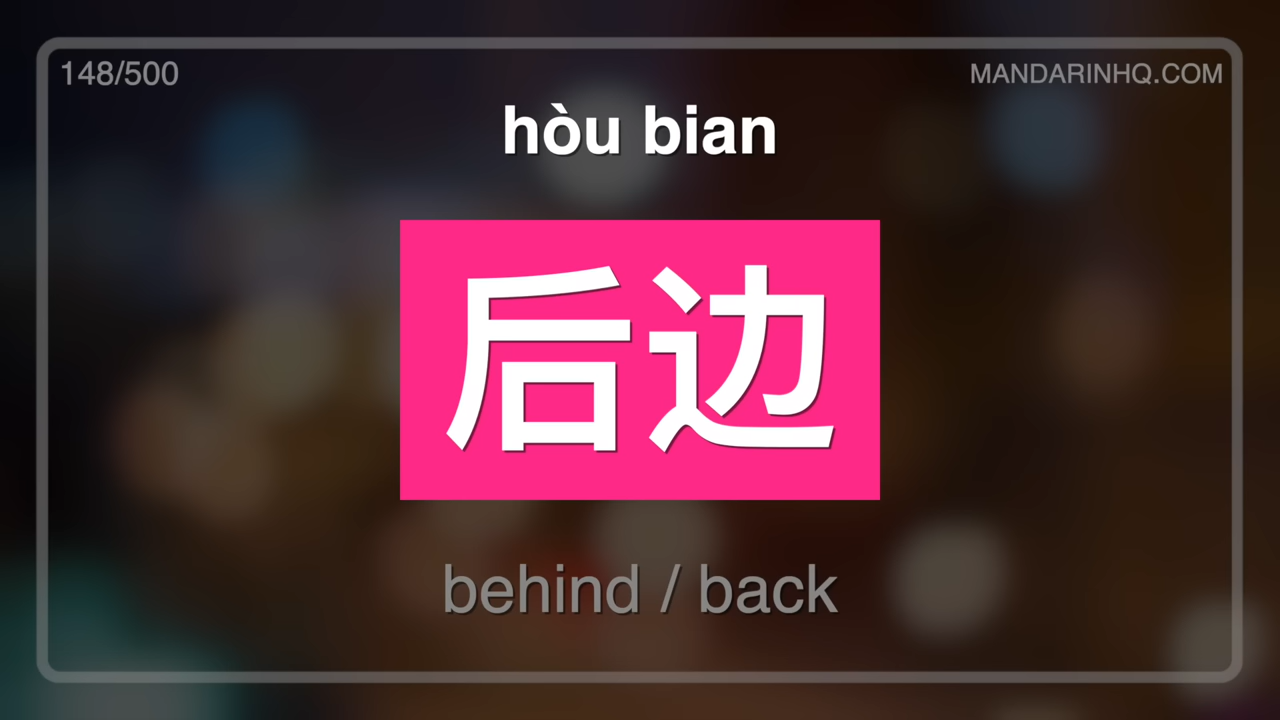 148/500
MANDARINHQ.COM
hòu bian
后边
behind / back